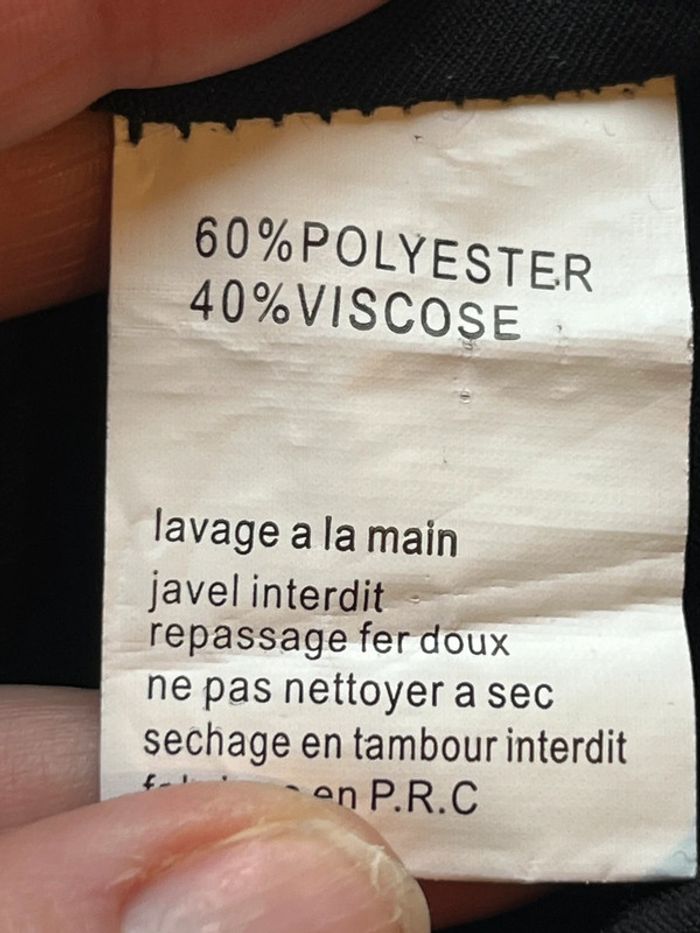 60%POLYESTER
40%VISCOSE
lavage a la main
javel interdit
repassage fer doux
ne pas nettoyer a sec
sechage en tambour interdit
en P.R.C